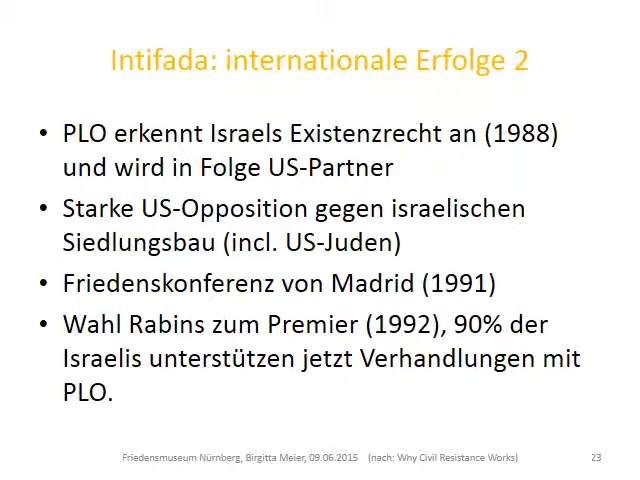 Intifada: internationale Erfolge 2
• PLO erkennt Israels Existenzrecht an (1988)
und wird in Folge US-Partner
• Starke US-Opposition gegen israelischen
Siedlungsbau (incl. US-Juden)
• Friedenskonferenz von Madrid (1991)
• Wahl Rabins zum Premier (1992), 90% der
Israelis unterstützen jetzt Verhandlungen mit
PLO.
Friedensmuseum Nürnberg, Birgitta Meier, 09.06.2015 (nach: Why Civil Resistance Works) 23